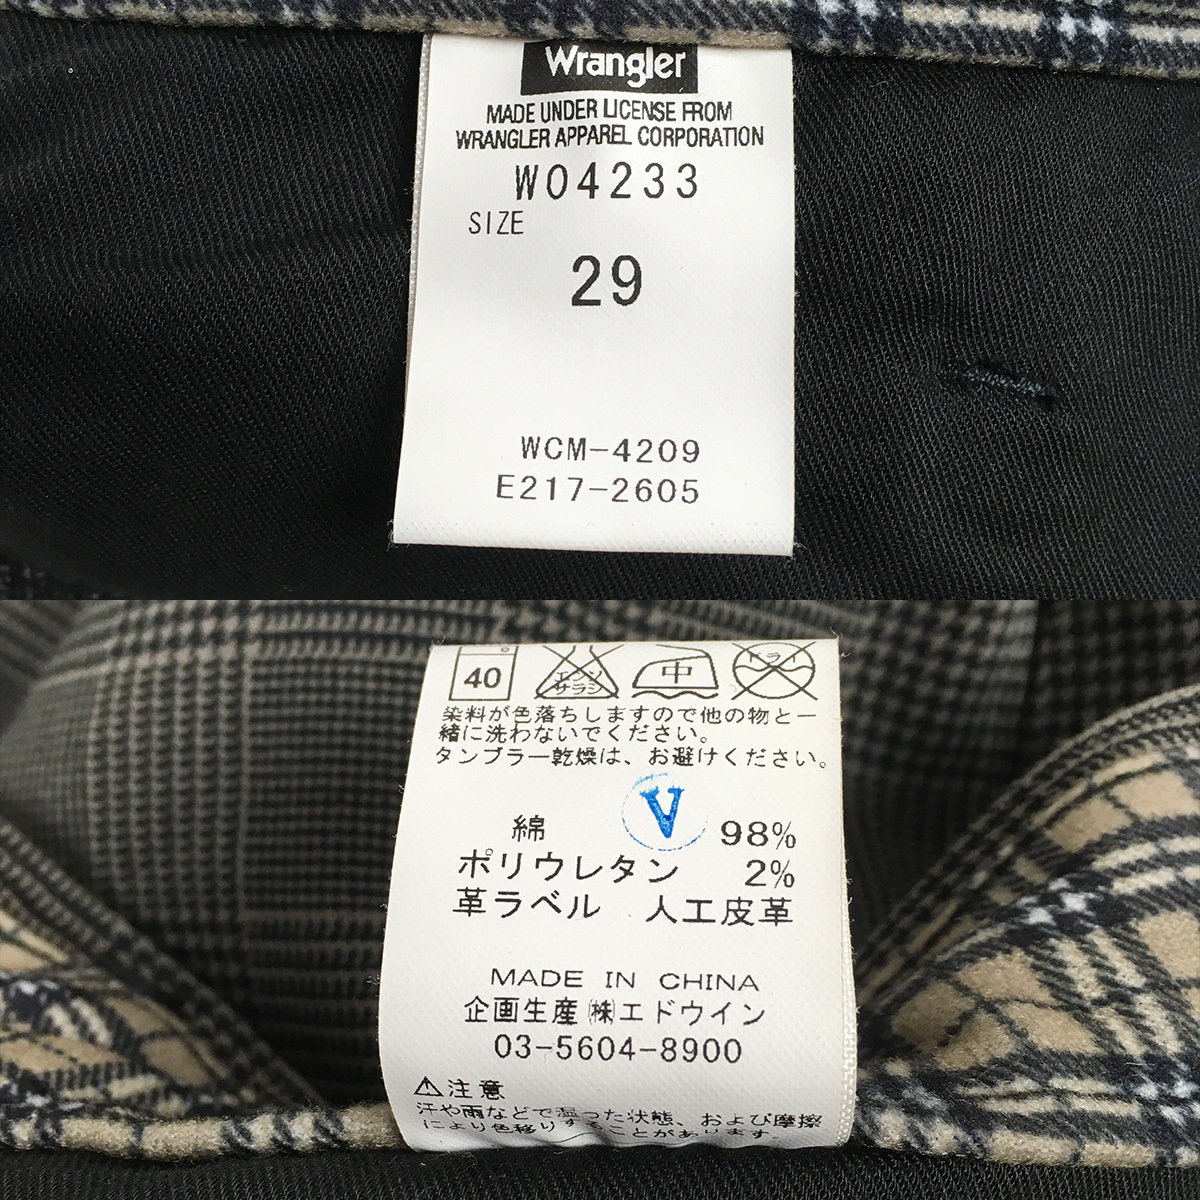 Wrangler
MADE UNDER LICENSE FROM
WRANGLER APPAREL CORPORATION
W04233
SIZE
29
WCM-4209
E217-2605
40 エンソ サラシ 中 ドライ
染料が色落ちしますので他の物と一
緒に洗わないでください。
タンブラー乾燥は、お避けください。
V
綿 98%
ポリウレタン 2%
革ラベル 人工皮革
MADE IN CHINA
企画生産㈱エドウイン
03-5604-8900
⚠注意
汗や雨などで湿った状態、および摩擦
により色移りすることがあります。